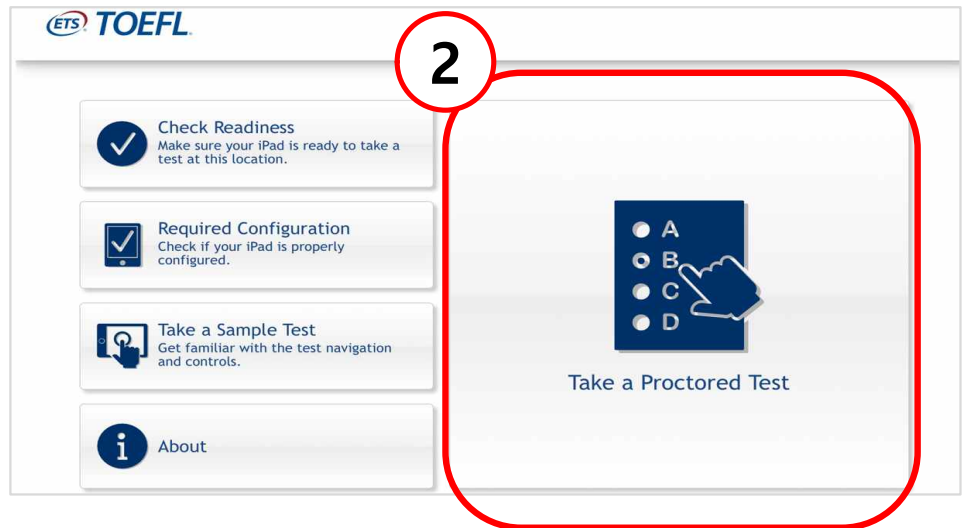 ETS TOEFL
2
Check Readiness
Make sure your iPad is ready to take a
test at this location.
Required Configuration
Check if your iPad is properly
configured.
Take a Sample Test
Get familiar with the test navigation
and controls.
i About
A
B
C
D
Take a Proctored Test